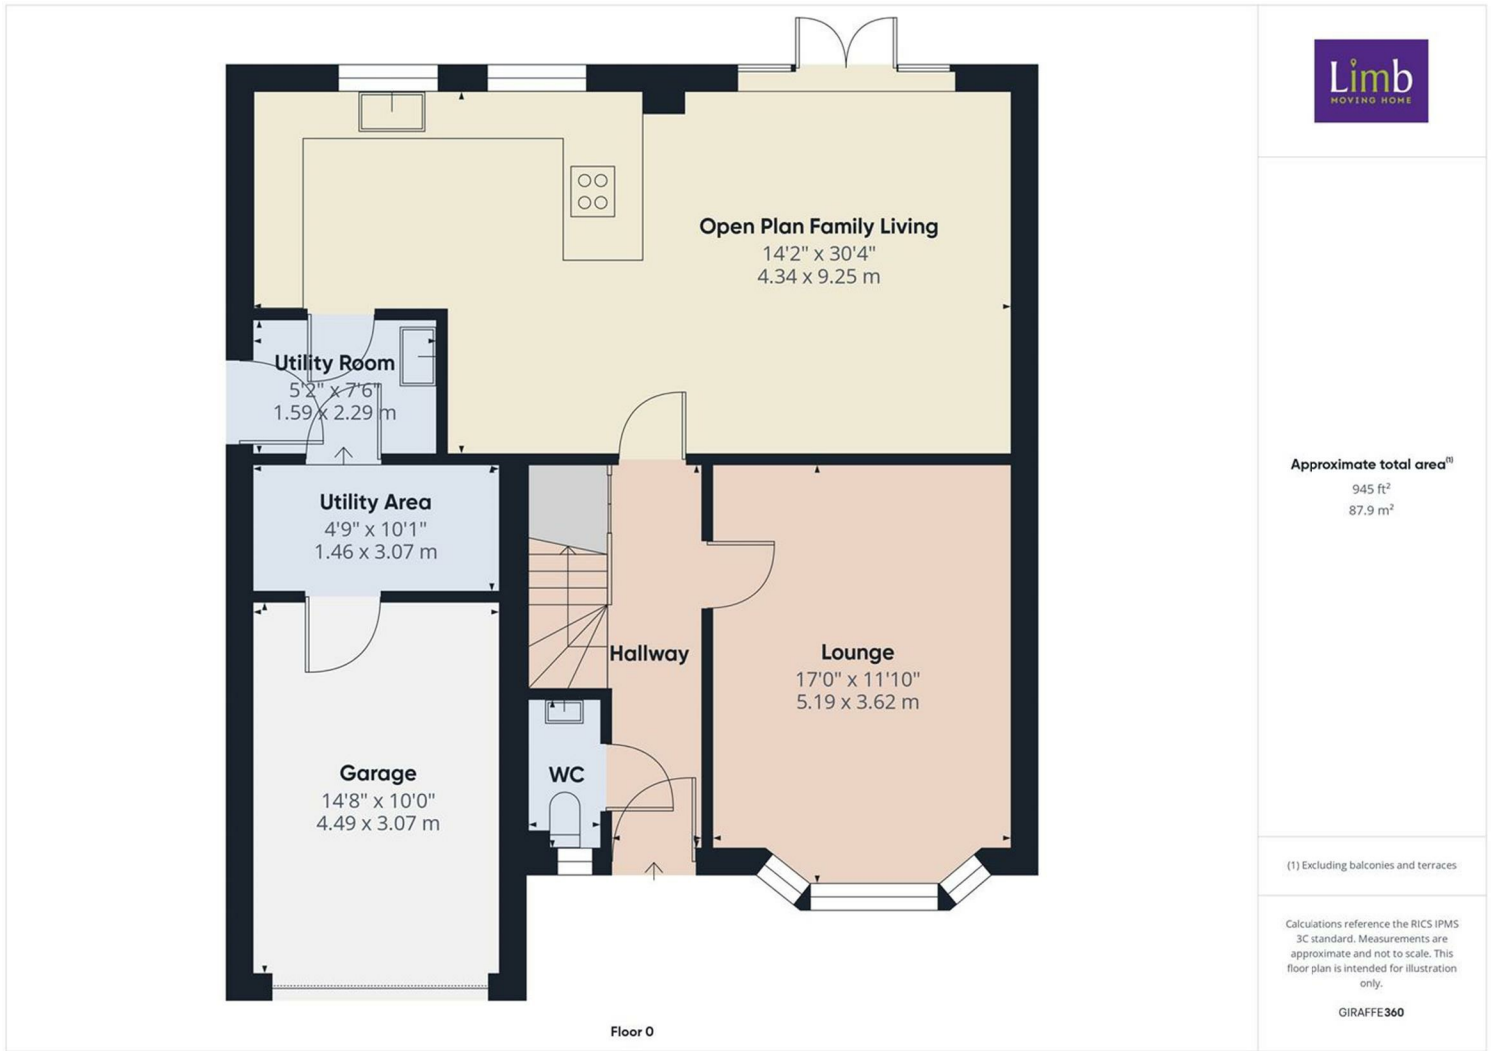 Limb
MOVING HOME
Open Plan Family Living
14'2" x 30'4"
4.34 x 9.25 m
Utility Room
5'2" x 7'6"
1.59 x 2.29 m
Utility Area
4'9" x 10'1"
1.46 x 3.07 m
Hallway
Lounge
17'0" x 11'10"
5.19 x 3.62 m
WC
Garage
14'8" x 10'0"
4.49 x 3.07 m
Floor 0
Approximate total area(1)
945 ft²
87.9 m²
(1) Excluding balconies and terraces
Calculations reference the RICS IPMS
3C standard. Measurements are
approximate and not to scale. This
floor plan is intended for illustration
only.
GIRAFFE360